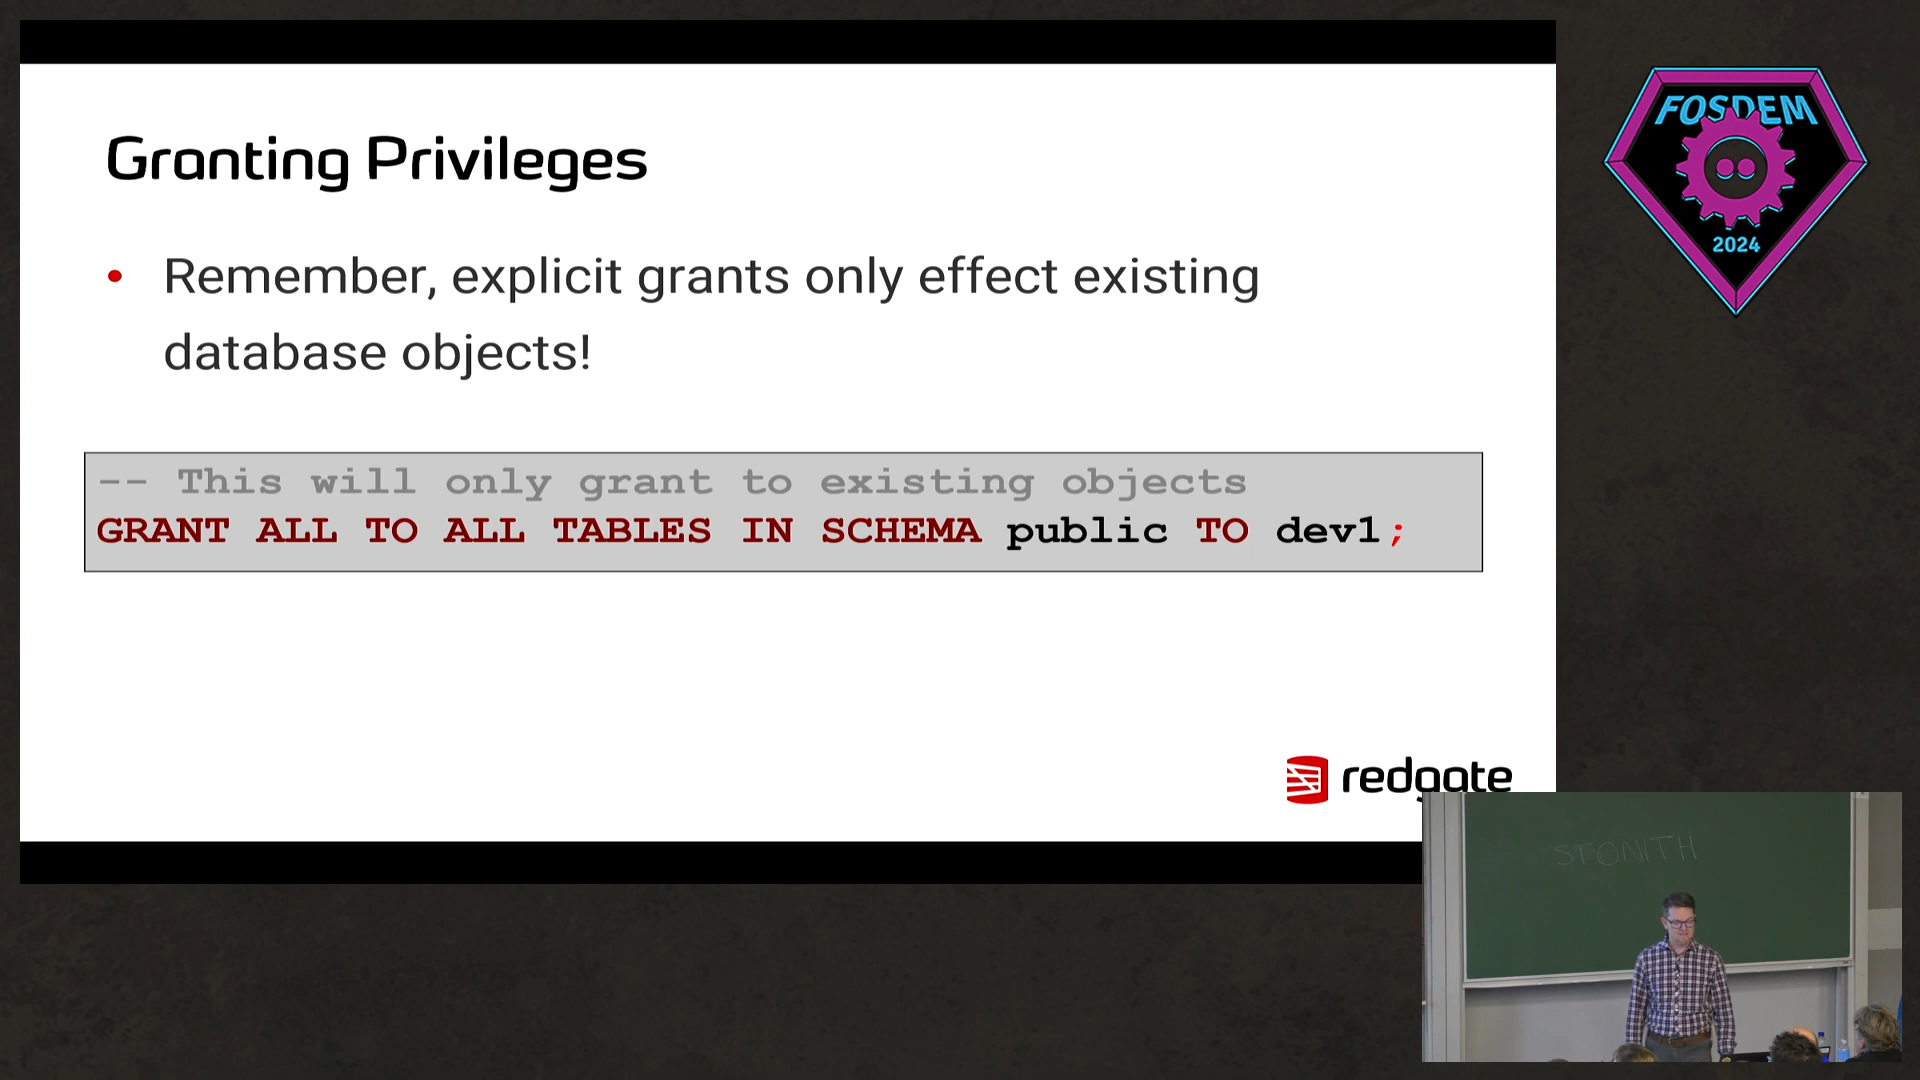 Granting Privileges
• Remember, explicit grants only effect existing
database objects!
-- This will only grant to existing objects
GRANT ALL TO ALL TABLES IN SCHEMA public TO dev1;
redgate
FOSDEM
2024
STONITH